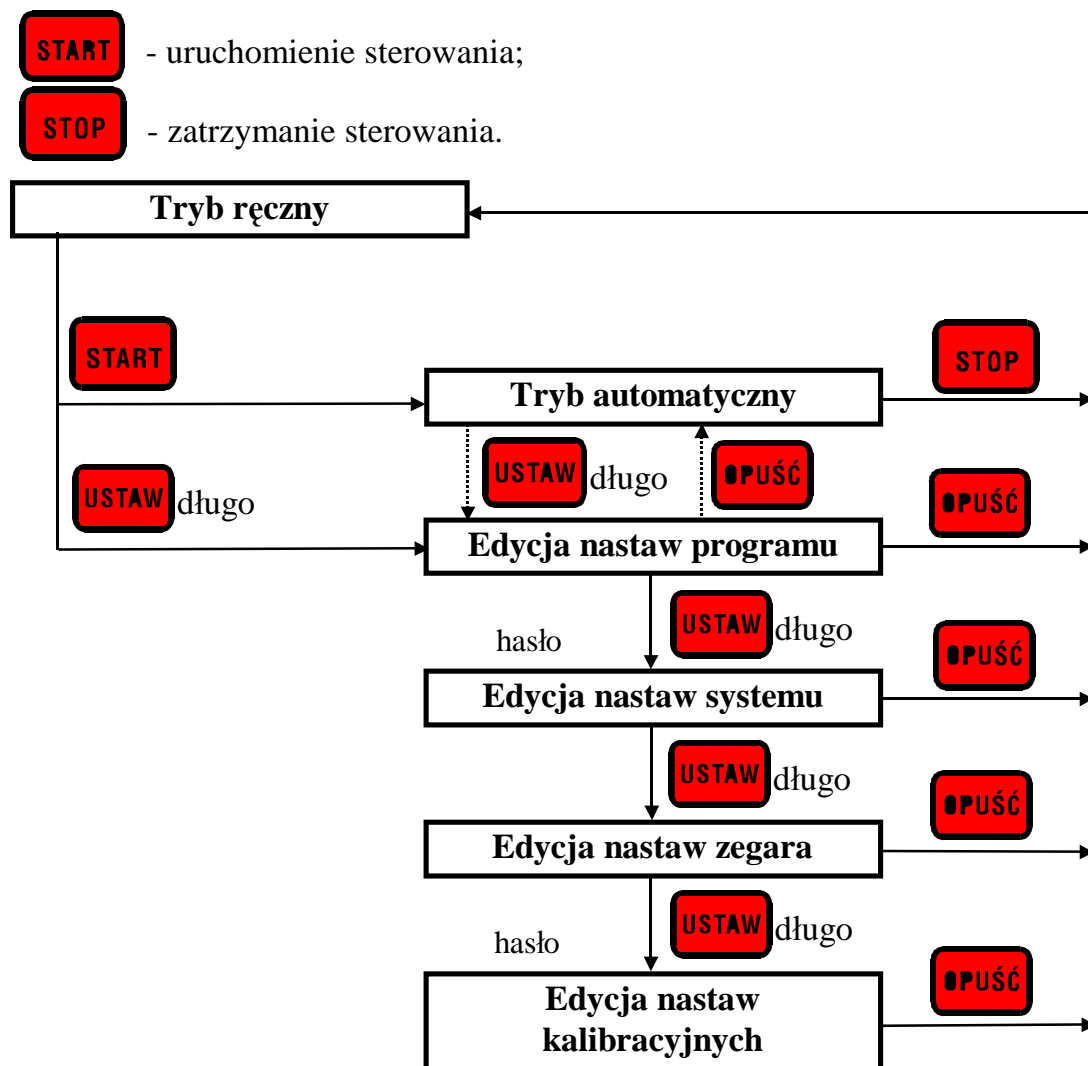 START - uruchomienie sterowania;
STOP - zatrzymanie sterowania.
Tryb ręczny
START
STOP
Tryb automatyczny
USTAW długo
OPUŚĆ
USTAW długo
OPUŚĆ
Edycja nastaw programu
hasło
USTAW długo
OPUŚĆ
Edycja nastaw systemu
USTAW długo
OPUŚĆ
Edycja nastaw zegara
hasło
USTAW długo
OPUŚĆ
Edycja nastaw
kalibracyjnych